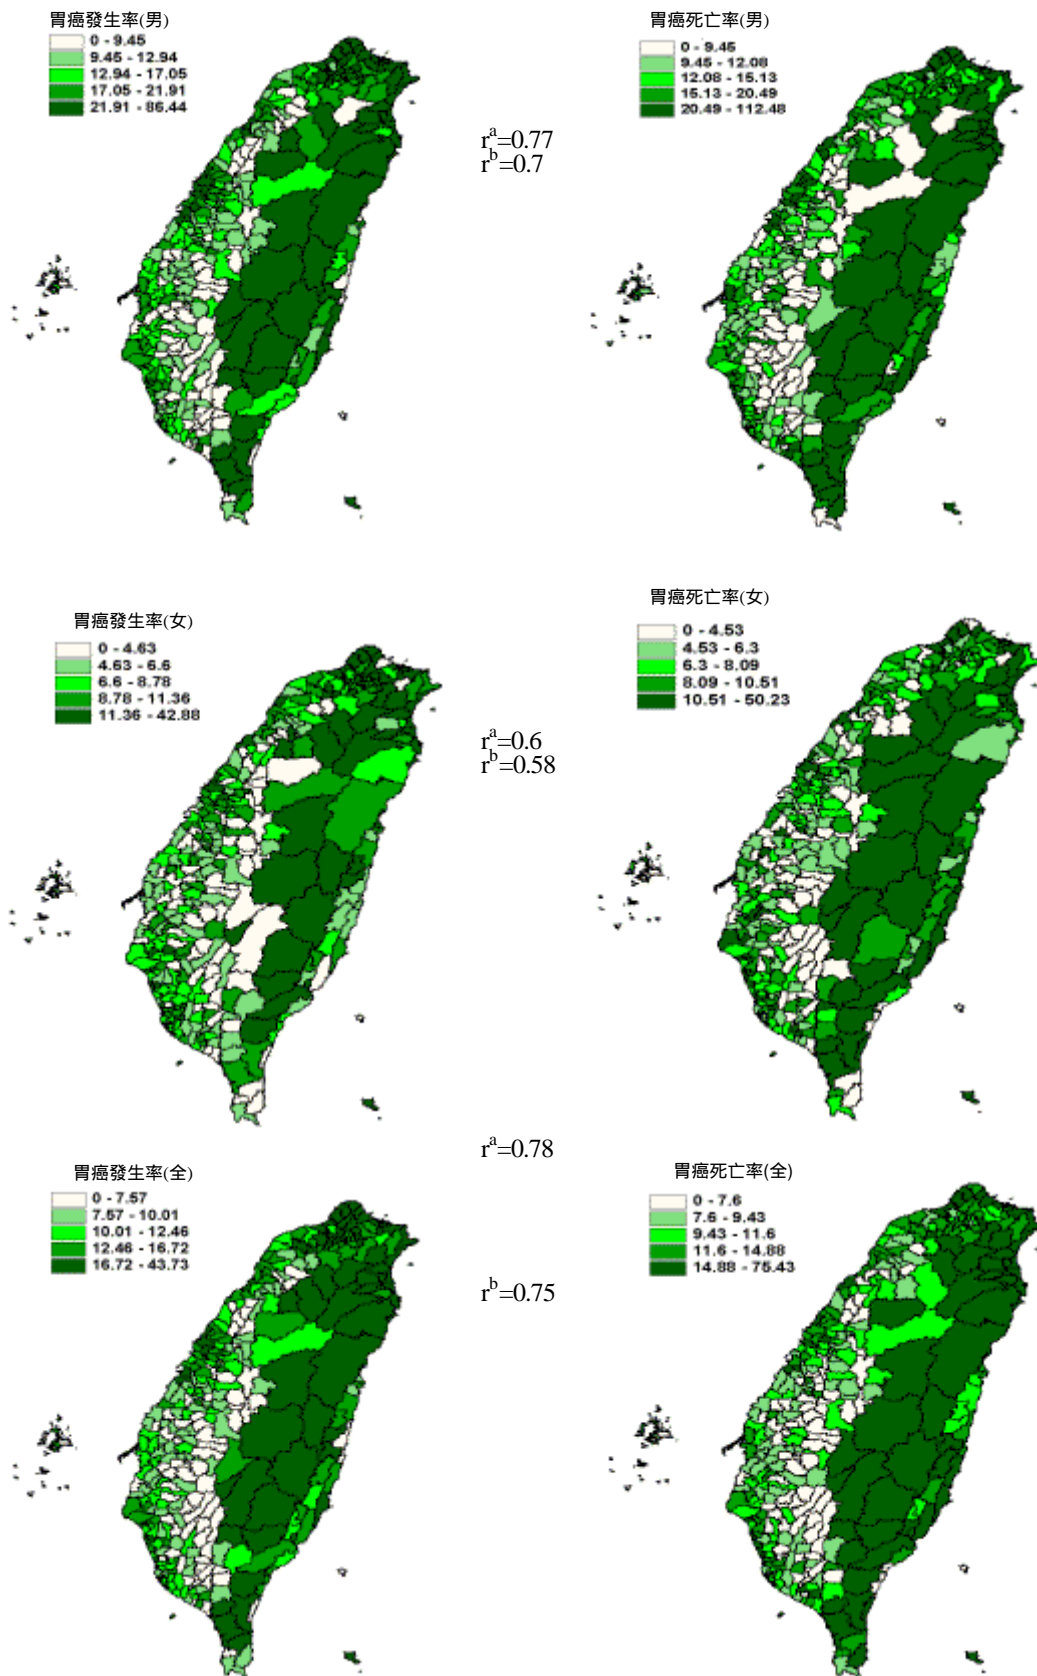 胃癌發生率(男)
0 - 9.45
9.45 - 12.94
12.94 - 17.05
17.05 - 21.91
21.91 - 86.44
胃癌死亡率(男)
0 - 9.45
9.45 - 12.08
12.08 - 15.13
15.13 - 20.49
20.49 - 112.48
rᵃ=0.77
rᵇ=0.7
胃癌發生率(女)
0 - 4.63
4.63 - 6.6
6.6 - 8.78
8.78 - 11.36
11.36 - 42.88
胃癌死亡率(女)
0 - 4.53
4.53 - 6.3
6.3 - 8.09
8.09 - 10.51
10.51 - 50.23
rᵃ=0.6
rᵇ=0.58
rᵃ=0.78
胃癌發生率(全)
0 - 7.57
7.57 - 10.01
10.01 - 12.46
12.46 - 16.72
16.72 - 43.73
胃癌死亡率(全)
0 - 7.6
7.6 - 9.43
9.43 - 11.6
11.6 - 14.88
14.88 - 75.43
rᵇ=0.75